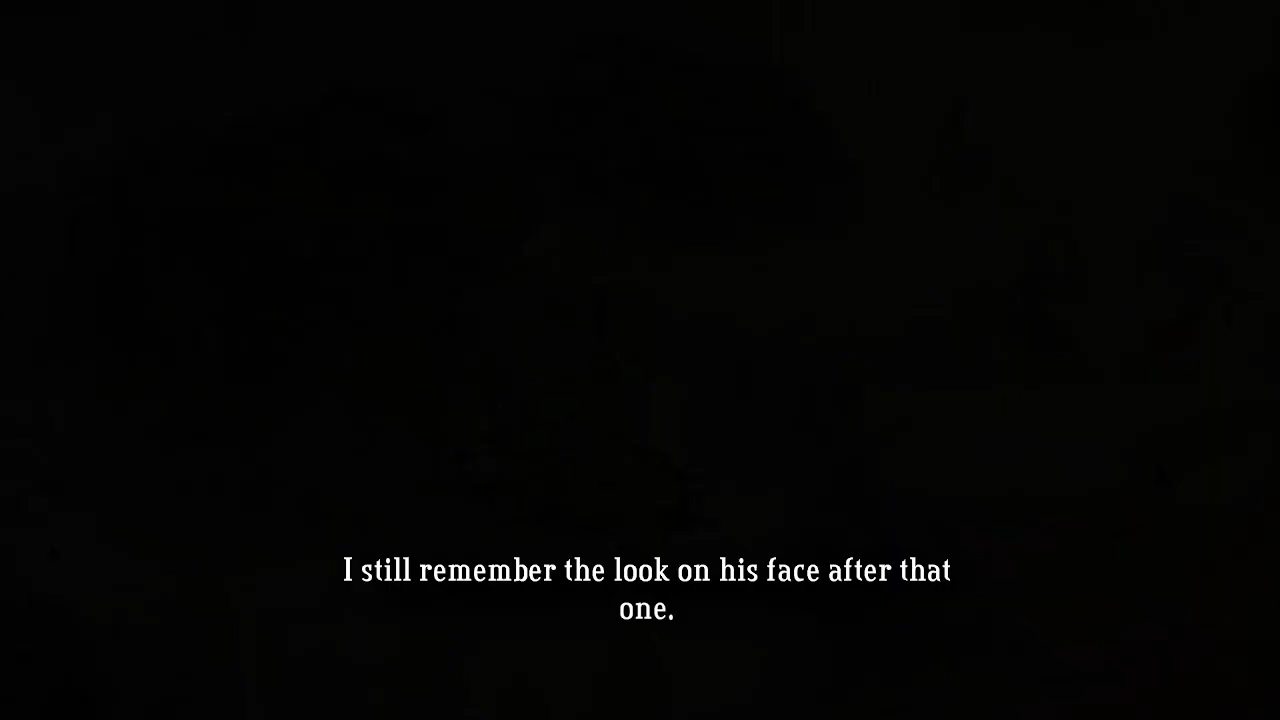 I still remember the look on his face after that
one.